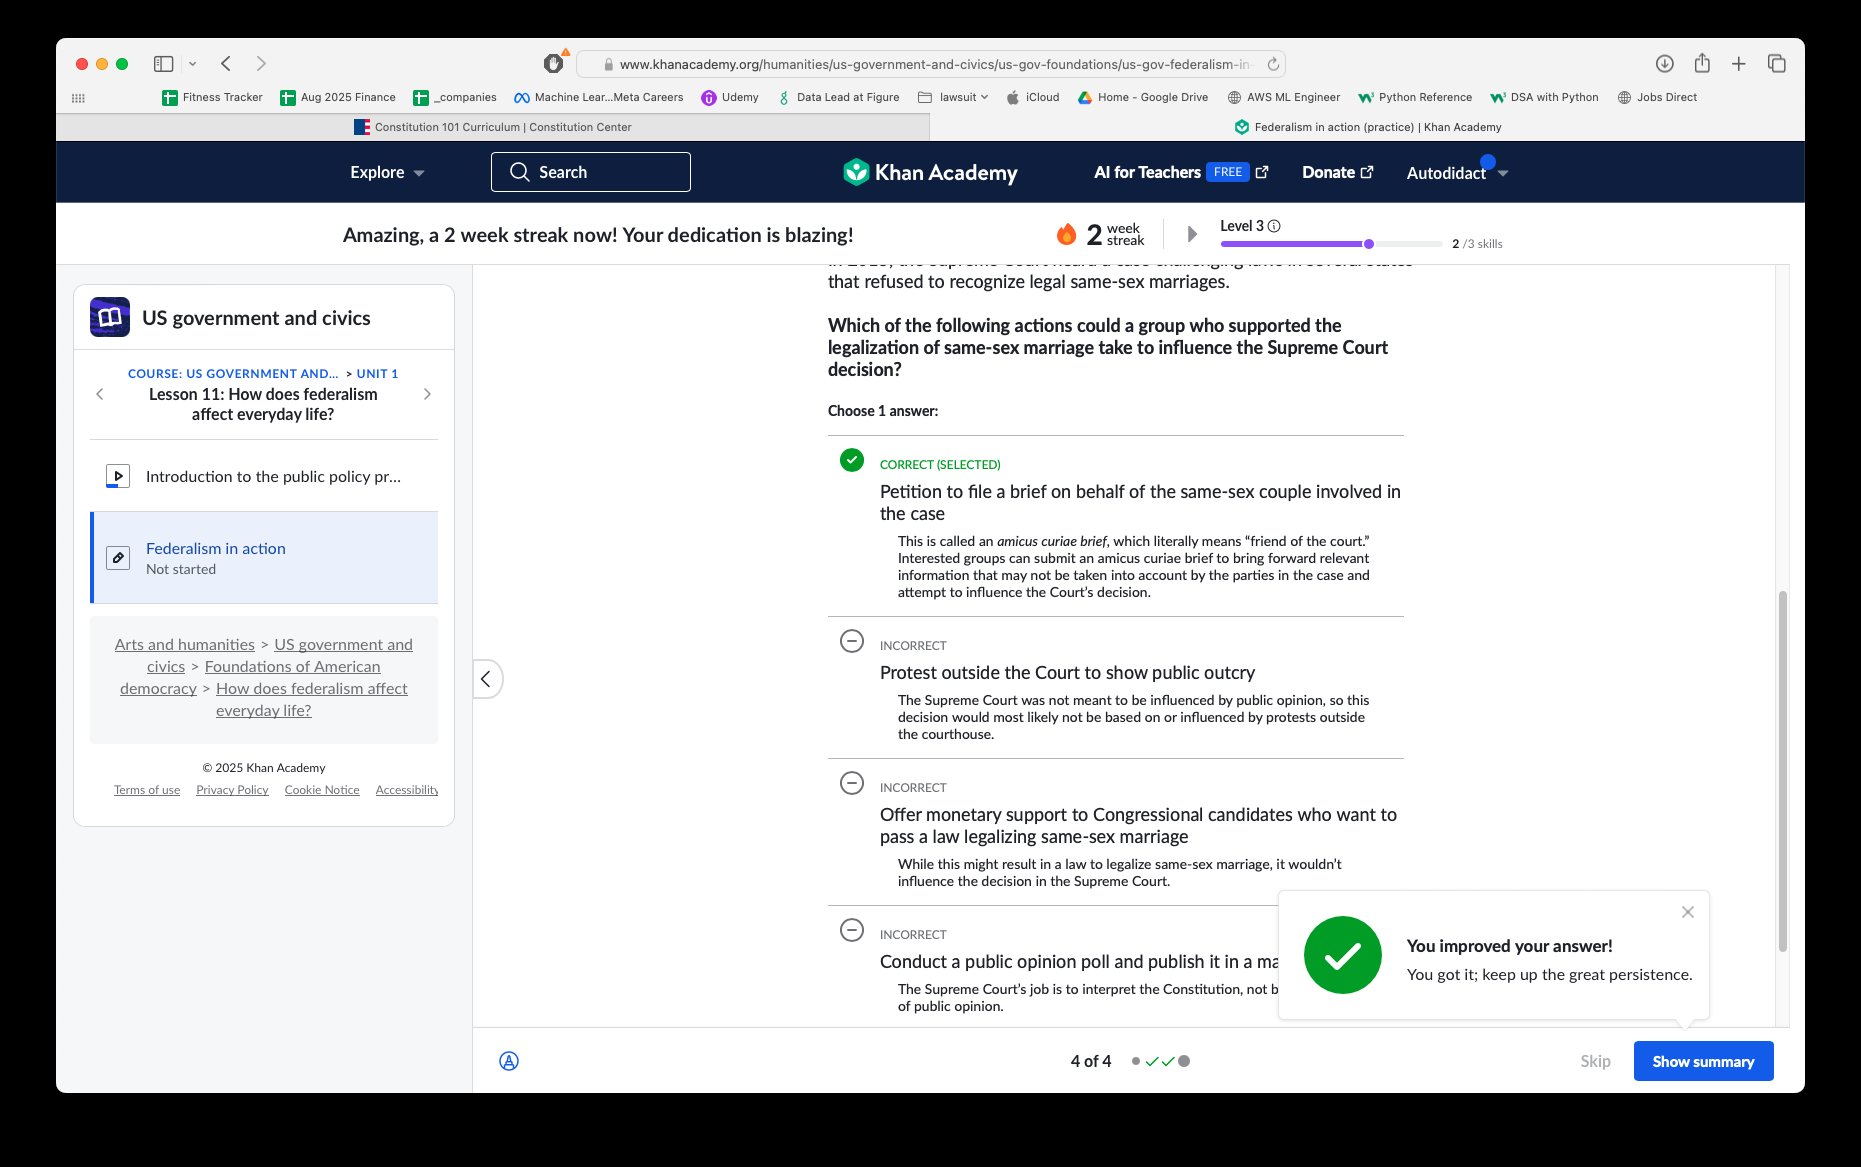 www.khanacademy.org/humanities/us-government-and-civics/us-gov-foundations/us-gov-federalism-in-
Fitness Tracker
Aug 2025 Finance
_companies
Machine Lear...Meta Careers
Udemy
Data Lead at Figure
lawsuit
iCloud
Home - Google Drive
AWS ML Engineer
Python Reference
DSA with Python
Jobs Direct
Constitution 101 Curriculum | Constitution Center
Federalism in action (practice) | Khan Academy
Explore
Search
Khan Academy
AI for Teachers FREE
Donate
Autodidact
Amazing, a 2 week streak now! Your dedication is blazing!
2 week streak
Level 3
2 /3 skills
US government and civics
COURSE: US GOVERNMENT AND... > UNIT 1
Lesson 11: How does federalism
affect everyday life?
Introduction to the public policy pr...
Federalism in action
Not started
Arts and humanities > US government and
civics > Foundations of American
democracy > How does federalism affect
everyday life?
© 2025 Khan Academy
Terms of use Privacy Policy Cookie Notice Accessibility
the Supreme Court heard a case challenging laws in several states
that refused to recognize legal same-sex marriages.
Which of the following actions could a group who supported the
legalization of same-sex marriage take to influence the Supreme Court
decision?
Choose 1 answer:
CORRECT (SELECTED)
Petition to file a brief on behalf of the same-sex couple involved in
the case
This is called an amicus curiae brief, which literally means “friend of the court.”
Interested groups can submit an amicus curiae brief to bring forward relevant
information that may not be taken into account by the parties in the case and
attempt to influence the Court’s decision.
INCORRECT
Protest outside the Court to show public outcry
The Supreme Court was not meant to be influenced by public opinion, so this
decision would most likely not be based on or influenced by protests outside
the courthouse.
INCORRECT
Offer monetary support to Congressional candidates who want to
pass a law legalizing same-sex marriage
While this might result in a law to legalize same-sex marriage, it wouldn’t
influence the decision in the Supreme Court.
INCORRECT
Conduct a public opinion poll and publish it in a ma
The Supreme Court’s job is to interpret the Constitution, not b
of public opinion.
You improved your answer!
You got it; keep up the great persistence.
4 of 4
Skip
Show summary